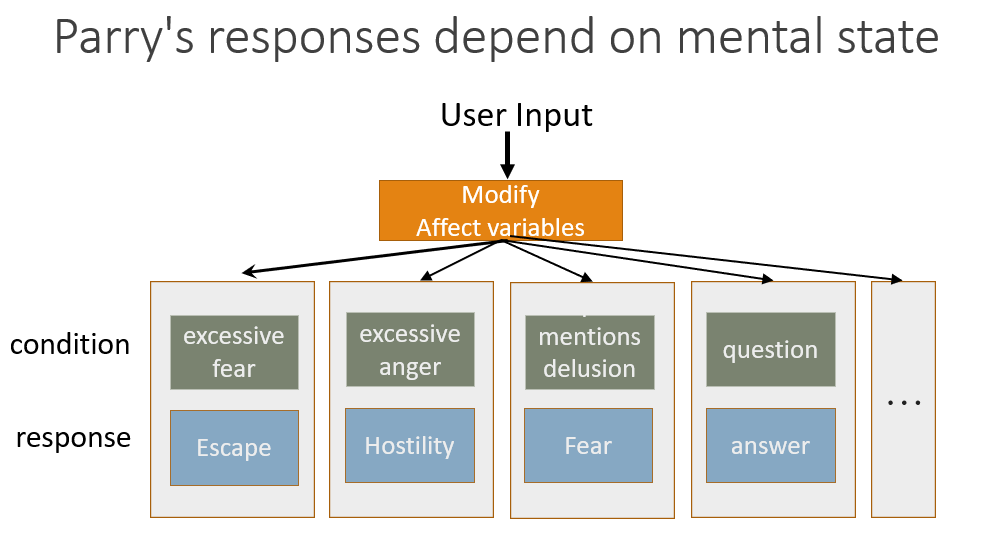 Parry's responses depend on mental state
User Input
Modify
Affect variables
condition
excessive
fear
excessive
anger
mentions
delusion
question
...
response
Escape
Hostility
Fear
answer